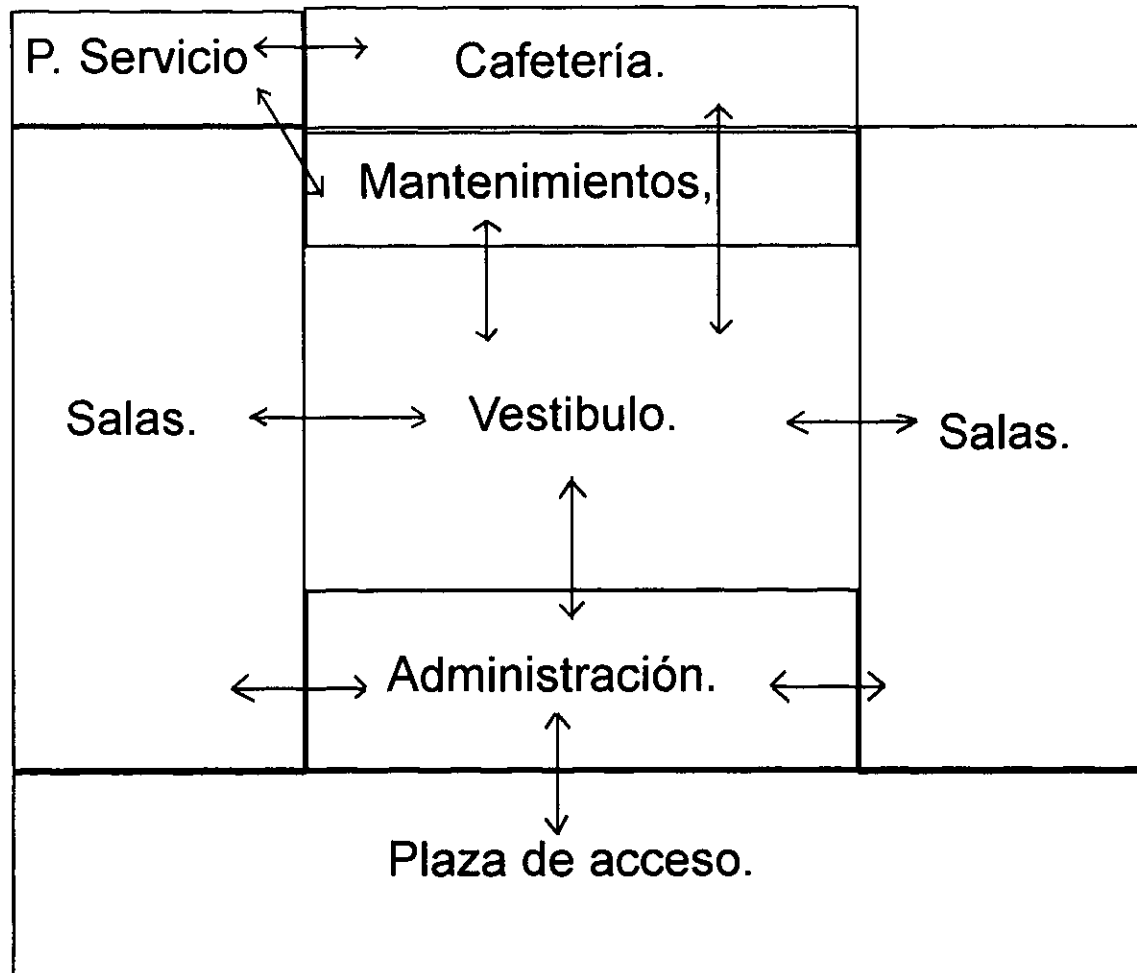 P. Servicio
Cafetería.
Mantenimientos,
Salas.
Vestibulo.
Salas.
Administración.
Plaza de acceso.